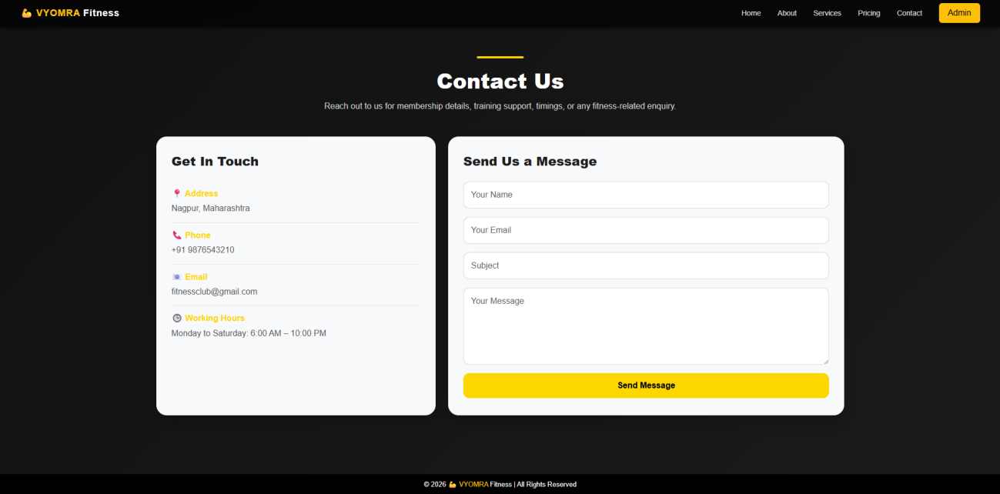 💪 VYOMRA Fitness
Home About Services Pricing Contact Admin
Contact Us
Reach out to us for membership details, training support, timings, or any fitness-related enquiry.
Get In Touch
📍 Address
Nagpur, Maharashtra
📞 Phone
+91 9876543210
📧 Email
fitnessclub@gmail.com
🕒 Working Hours
Monday to Saturday: 6:00 AM – 10:00 PM
Send Us a Message
Your Name
Your Email
Subject
Your Message
Send Message
© 2026 💪 VYOMRA Fitness | All Rights Reserved